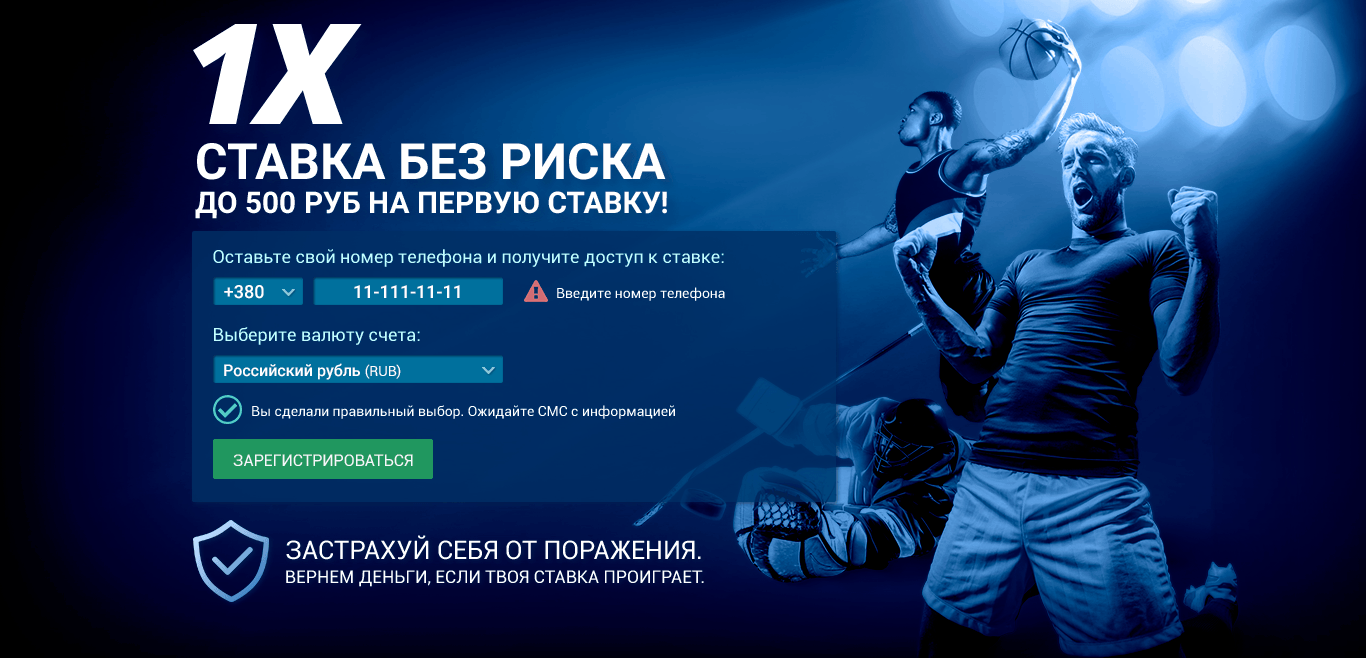 1X
СТАВКА БЕЗ РИСКА
ДО 500 РУБ НА ПЕРВУЮ СТАВКУ!
Оставьте свой номер телефона и получите доступ к ставке:
+380 11-111-11-11 Введите номер телефона
Выберите валюту счета:
Российский рубль (RUB)
Вы сделали правильный выбор. Ожидайте СМС с информацией
ЗАРЕГИСТРИРОВАТЬСЯ
ЗАСТРАХУЙ СЕБЯ ОТ ПОРАЖЕНИЯ.
ВЕРНЕМ ДЕНЬГИ, ЕСЛИ ТВОЯ СТАВКА ПРОИГРАЕТ.